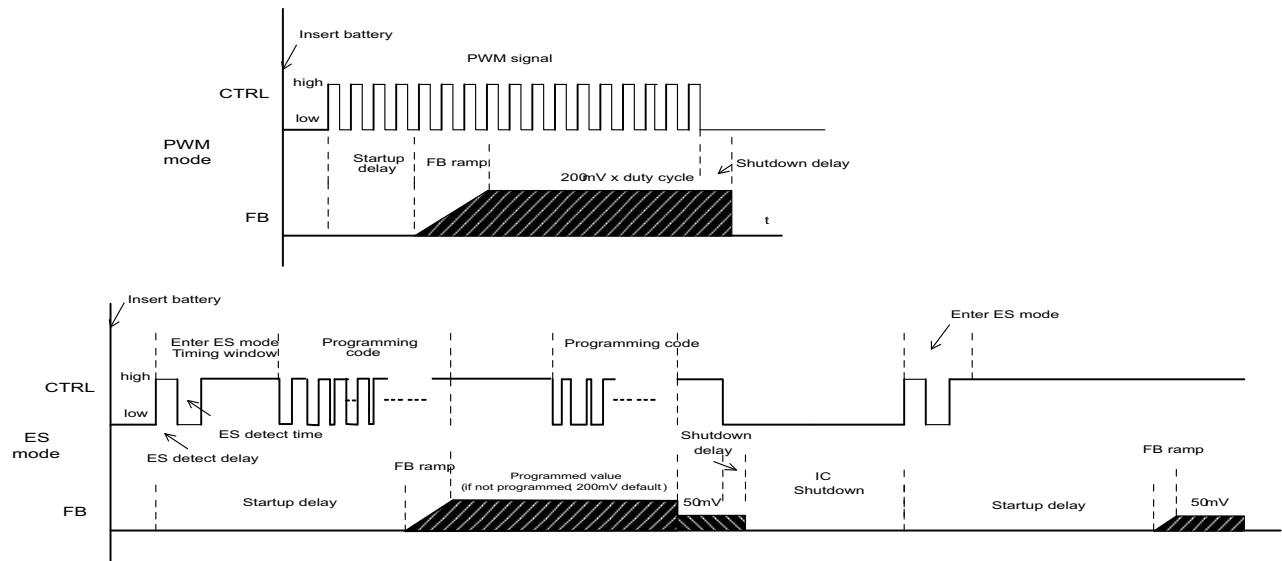 Insert battery
PWM signal
high
CTRL
low
PWM
mode
Startup
delay
FB ramp
Shutdown delay
200mV x duty cycle
FB
t
Insert battery
Enter ES mode
Enter ES mode
Timing window
Programming
code
Programming code
high
CTRL
low
ES
mode
ES detect time
ES detect delay
Shutdown
delay
FB ramp
FB ramp
Programmed value
(if not programmed, 200mV default)
IC
Shutdown
50mV
50mV
Startup delay
Startup delay
FB